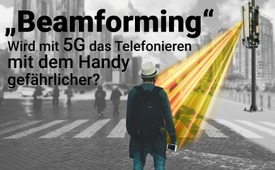 „Beamforming“
Wird mit 5G das Telefonieren
mit dem Handy
gefährlicher?